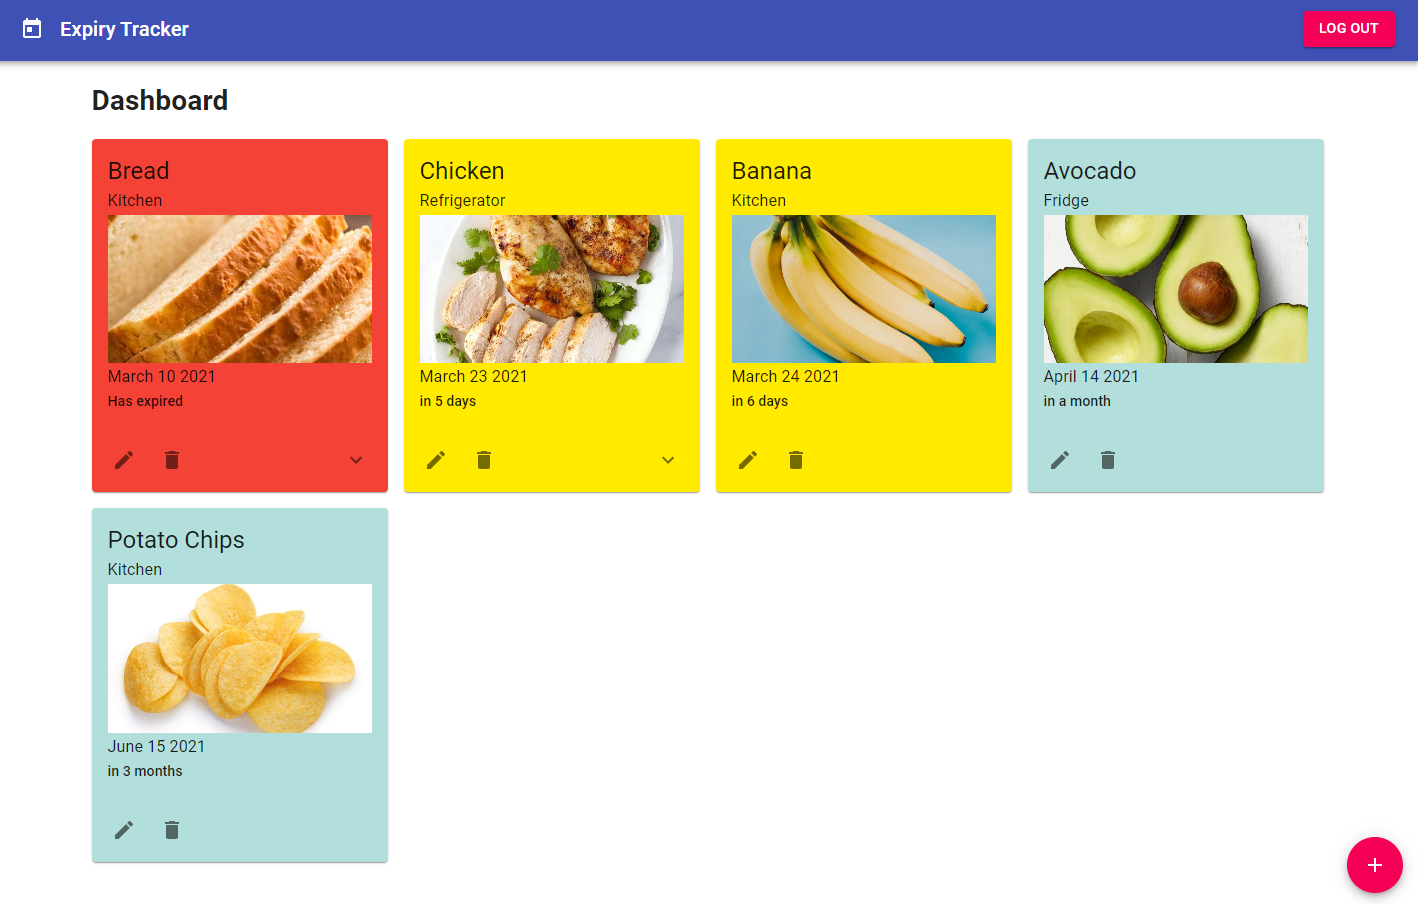 Expiry Tracker
LOG OUT
Dashboard
Bread
Kitchen
March 10 2021
Has expired
Chicken
Refrigerator
March 23 2021
in 5 days
Banana
Kitchen
March 24 2021
in 6 days
Avocado
Fridge
April 14 2021
in a month
Potato Chips
Kitchen
June 15 2021
in 3 months